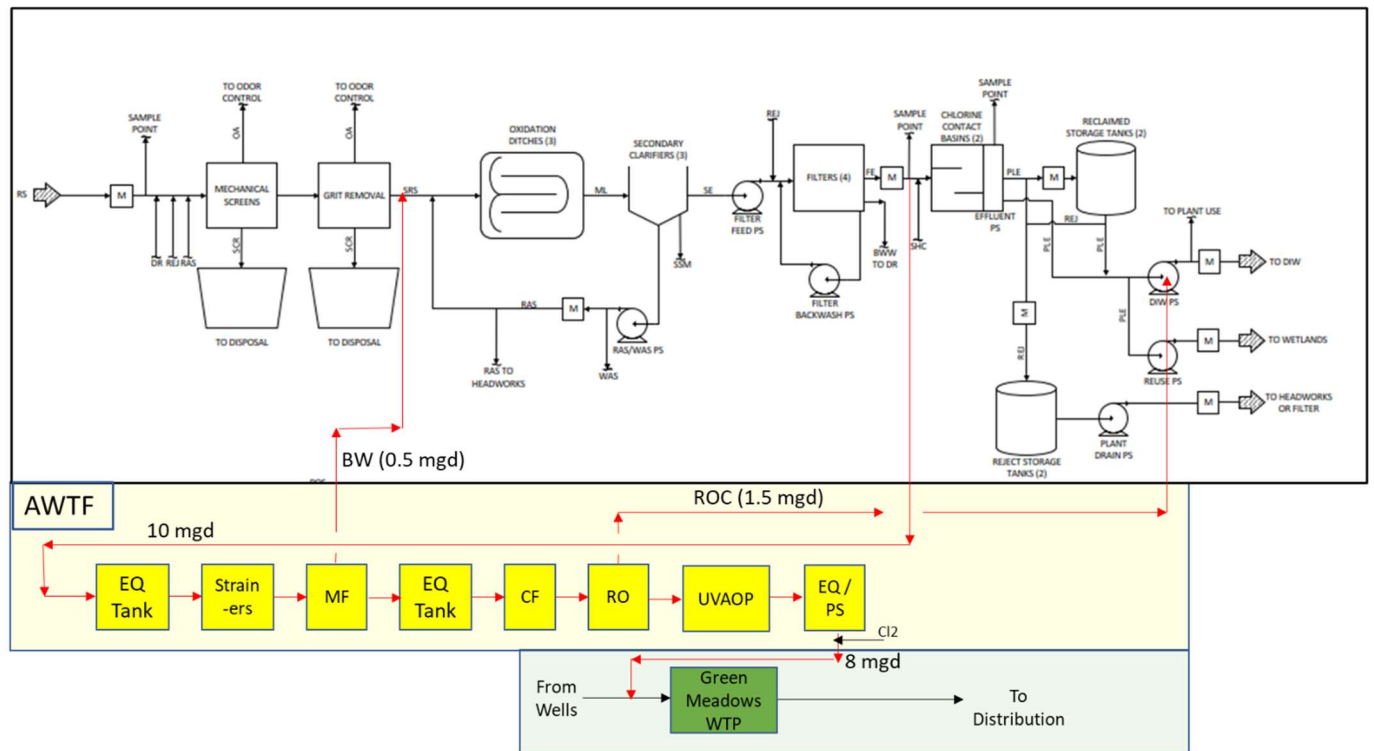 TO ODOR
CONTROL
TO ODOR
CONTROL
SAMPLE
POINT
OA
OA
OXIDATION
DITCHES (3)
SECONDARY
CLARIFIERS (3)
REJ
SAMPLE
POINT
SAMPLE
POINT
CHLORINE
CONTACT
BASINS (2)
RECLAIMED
STORAGE TANKS (2)
RS
M
MECHANICAL
SCREENS
GRIT REMOVAL
SRS
ML
SE
FILTERS (4)
FE
M
PLE
M
FILTER
FEED PS
EFFLUENT
PS
REJ
TO PLANT USE
DR
REJ
RAS
SCR
SCR
SSM
BWW
TO DR
SHC
PLE
PLE
M
TO DIW
DIW PS
FILTER
BACKWASH PS
RAS
M
RAS/WAS PS
M
PLE
TO DISPOSAL
TO DISPOSAL
M
TO WETLANDS
REUSE PS
REJ
RAS TO
HEADWORKS
WAS
M
TO HEADWORKS
OR FILTER
PLANT
DRAIN PS
REJECT STORAGE
TANKS (2)
BW (0.5 mgd)
AWTF
ROC (1.5 mgd)
10 mgd
EQ
Tank
Strain
-ers
MF
EQ
Tank
CF
RO
UVAOP
EQ /
PS
Cl2
8 mgd
From
Wells
Green
Meadows
WTP
To
Distribution